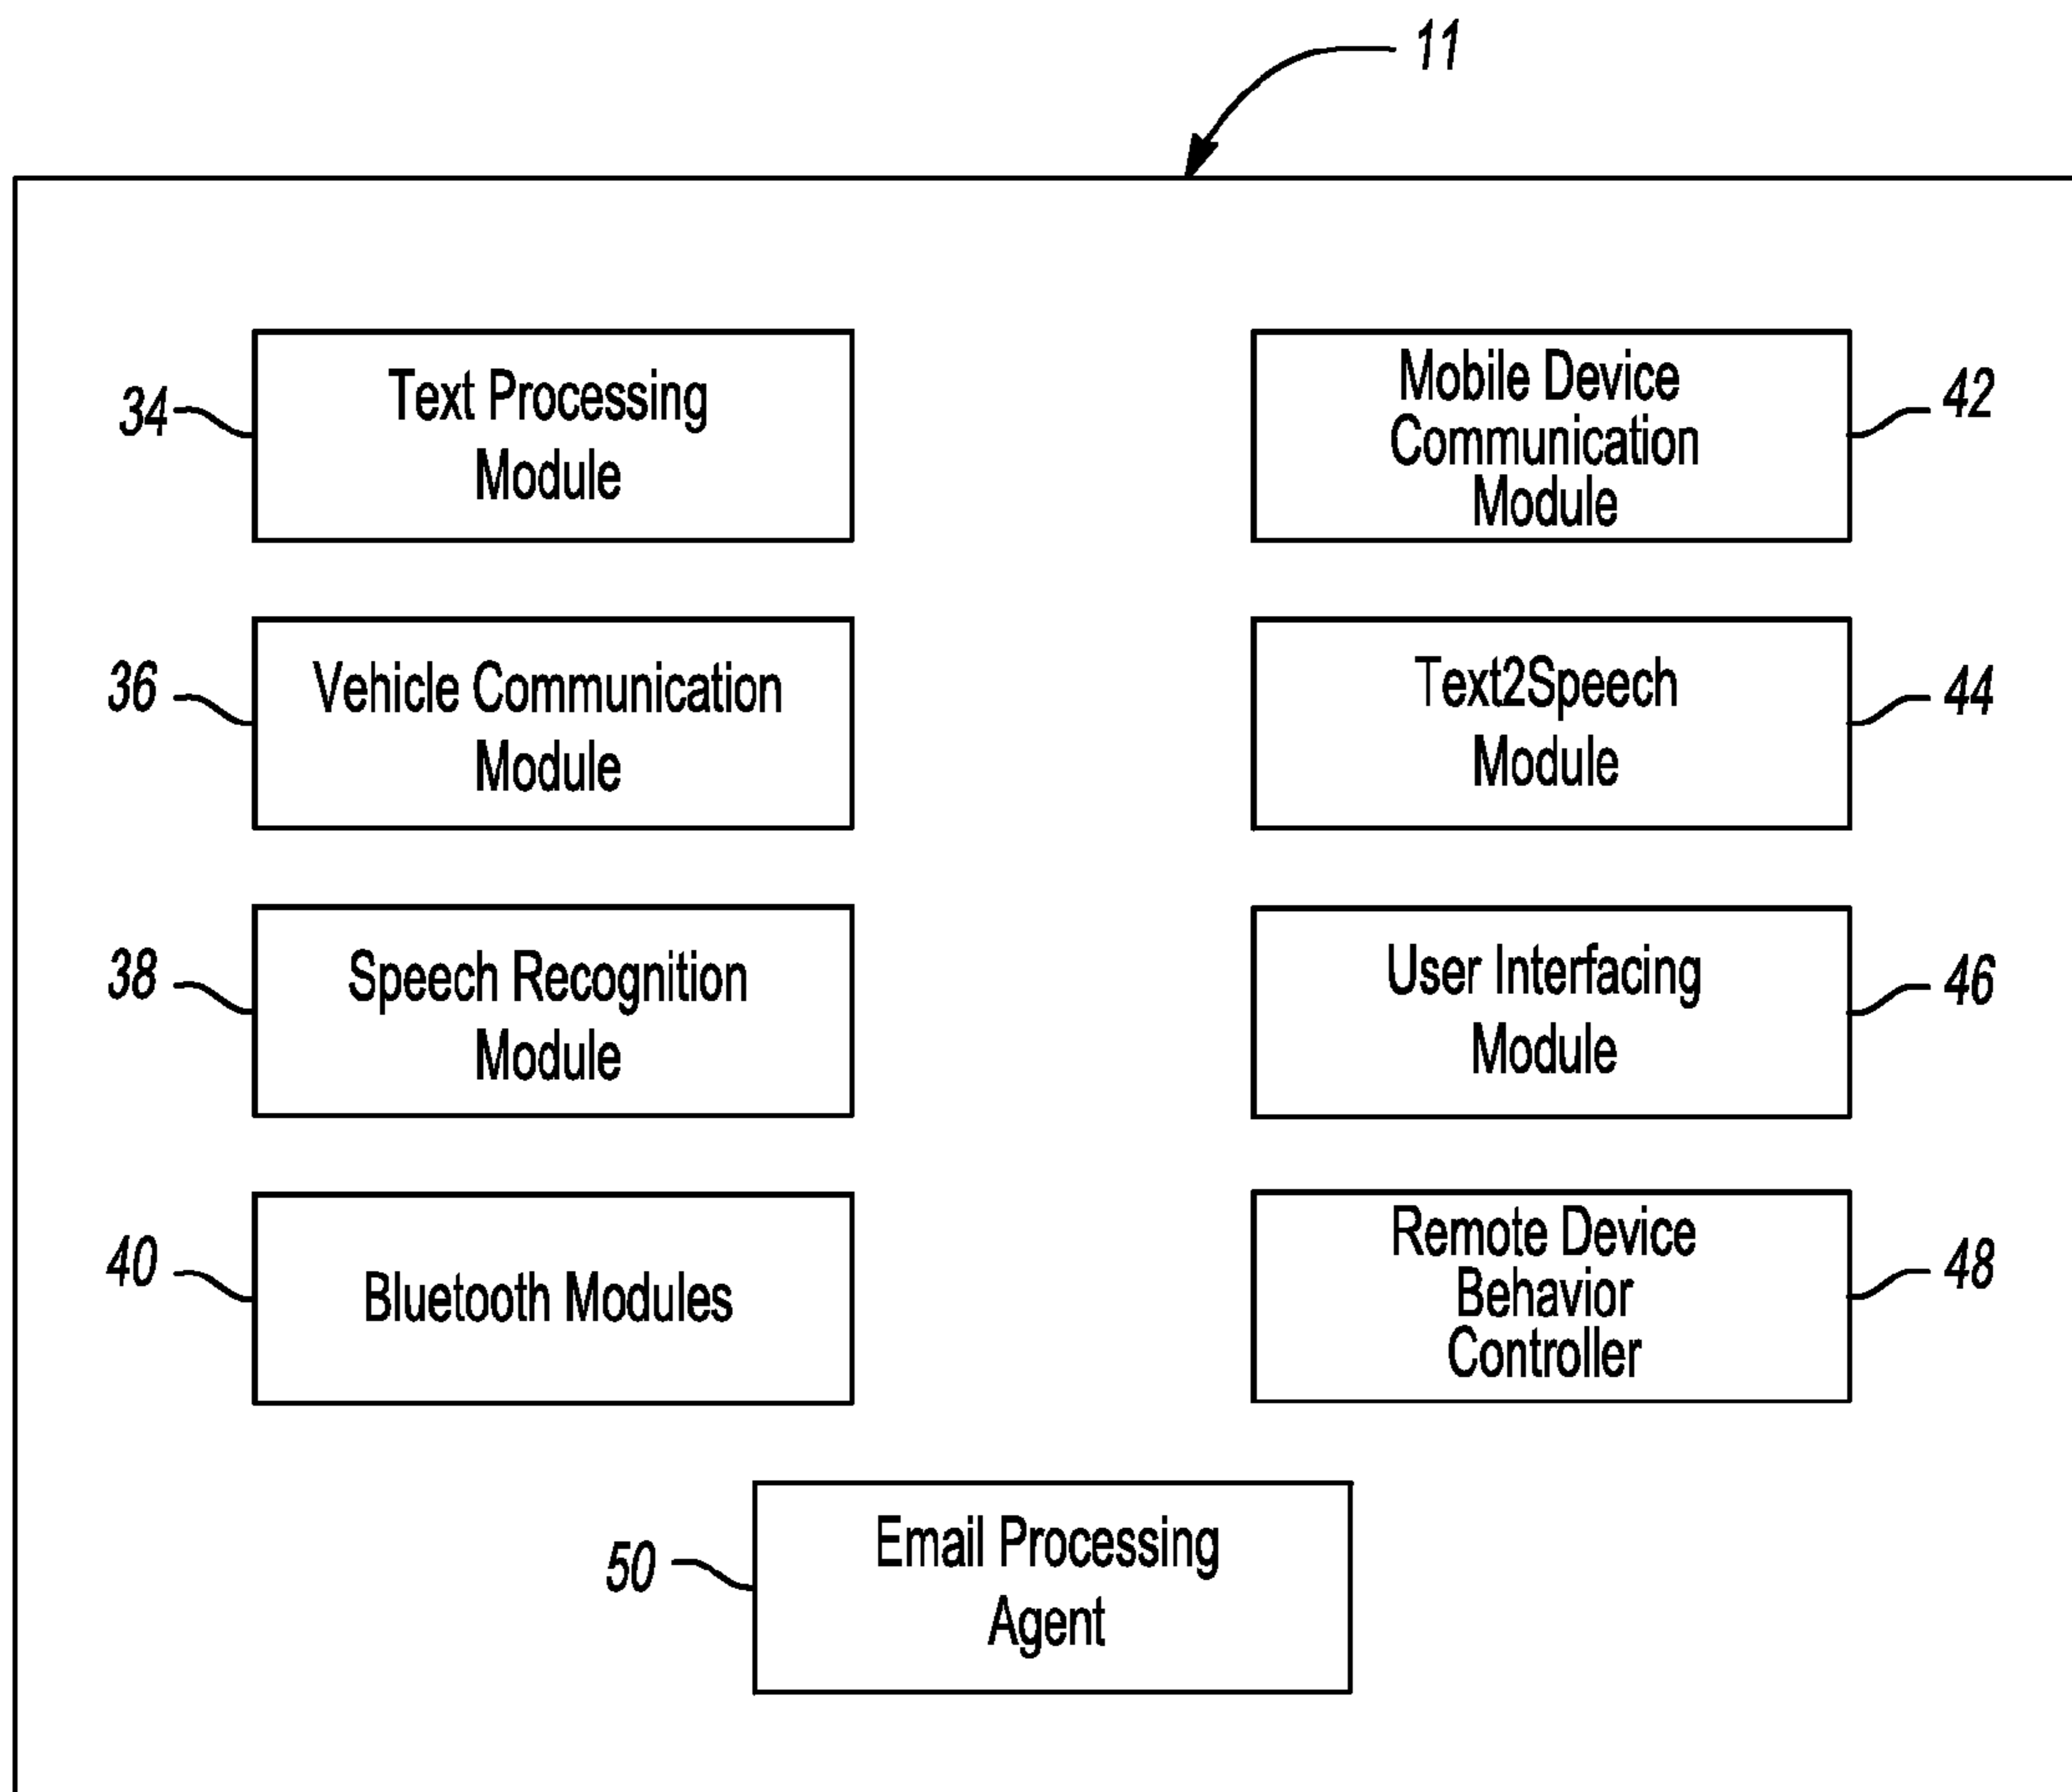 11
34
Text Processing
Module
42
Mobile Device
Communication
Module
36
Vehicle Communication
Module
44
Text2Speech
Module
38
Speech Recognition
Module
46
User Interfacing
Module
40
Bluetooth Modules
48
Remote Device
Behavior
Controller
50
Email Processing
Agent